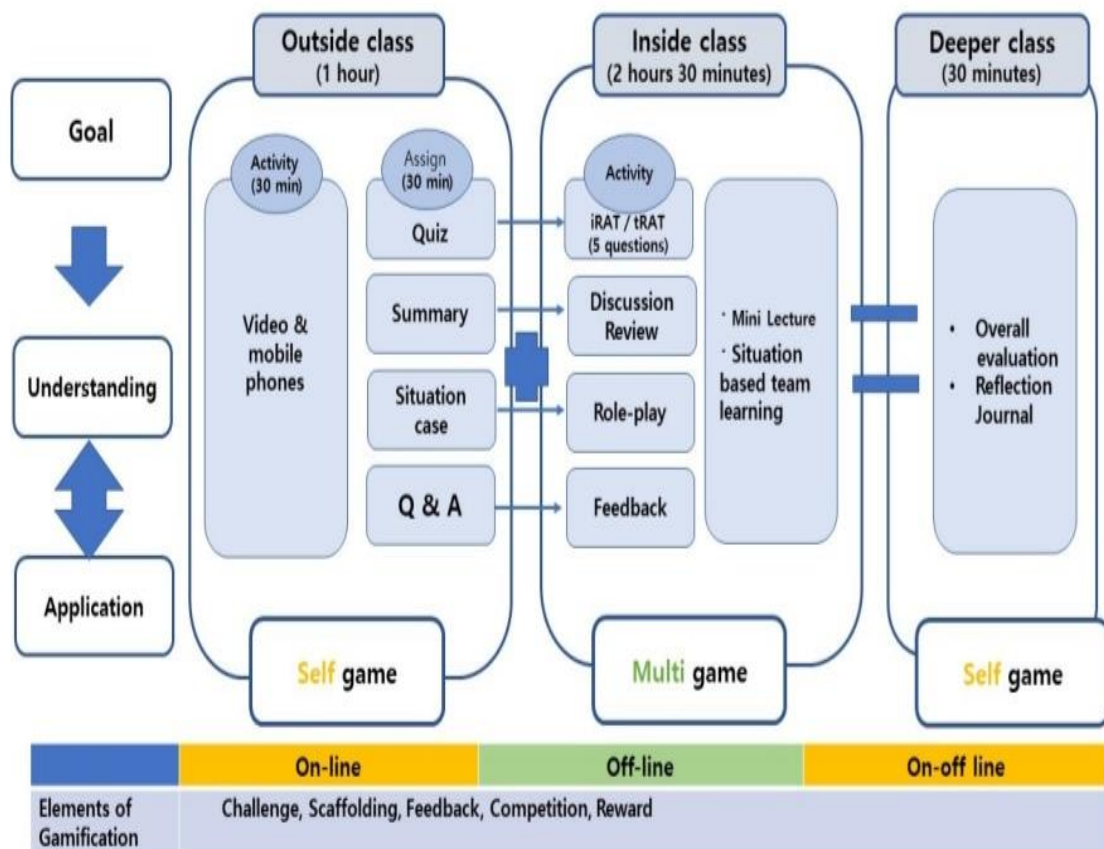 Goal
Understanding
Application
Outside class
(1 hour)
Activity
(30 min)
Video &
mobile
phones
Assign
(30 min)
Quiz
Summary
Situation
case
Q & A
Self game
Inside class
(2 hours 30 minutes)
Activity
iRAT / tRAT
(5 questions)
Discussion
Review
Role-play
Feedback
· Mini Lecture
· Situation
based team
learning
Multi game
Deeper class
(30 minutes)
• Overall
evaluation
• Reflection
Journal
Self game
On-line
Off-line
On-off line
Elements of
Gamification
Challenge, Scaffolding, Feedback, Competition, Reward